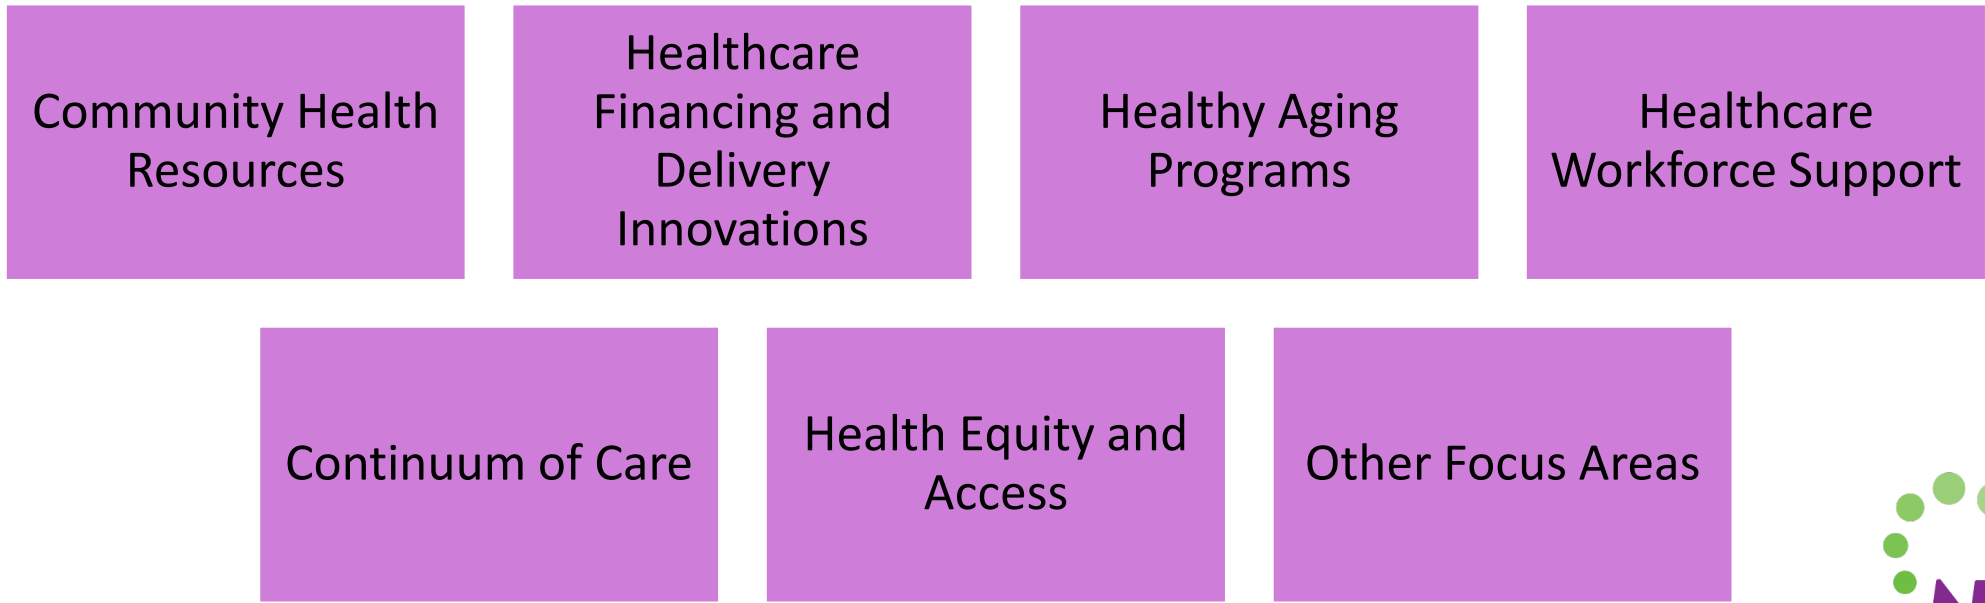 Community Health
Resources
Healthcare
Financing and
Delivery
Innovations
Healthy Aging
Programs
Healthcare
Workforce Support
Continuum of Care
Health Equity and
Access
Other Focus Areas